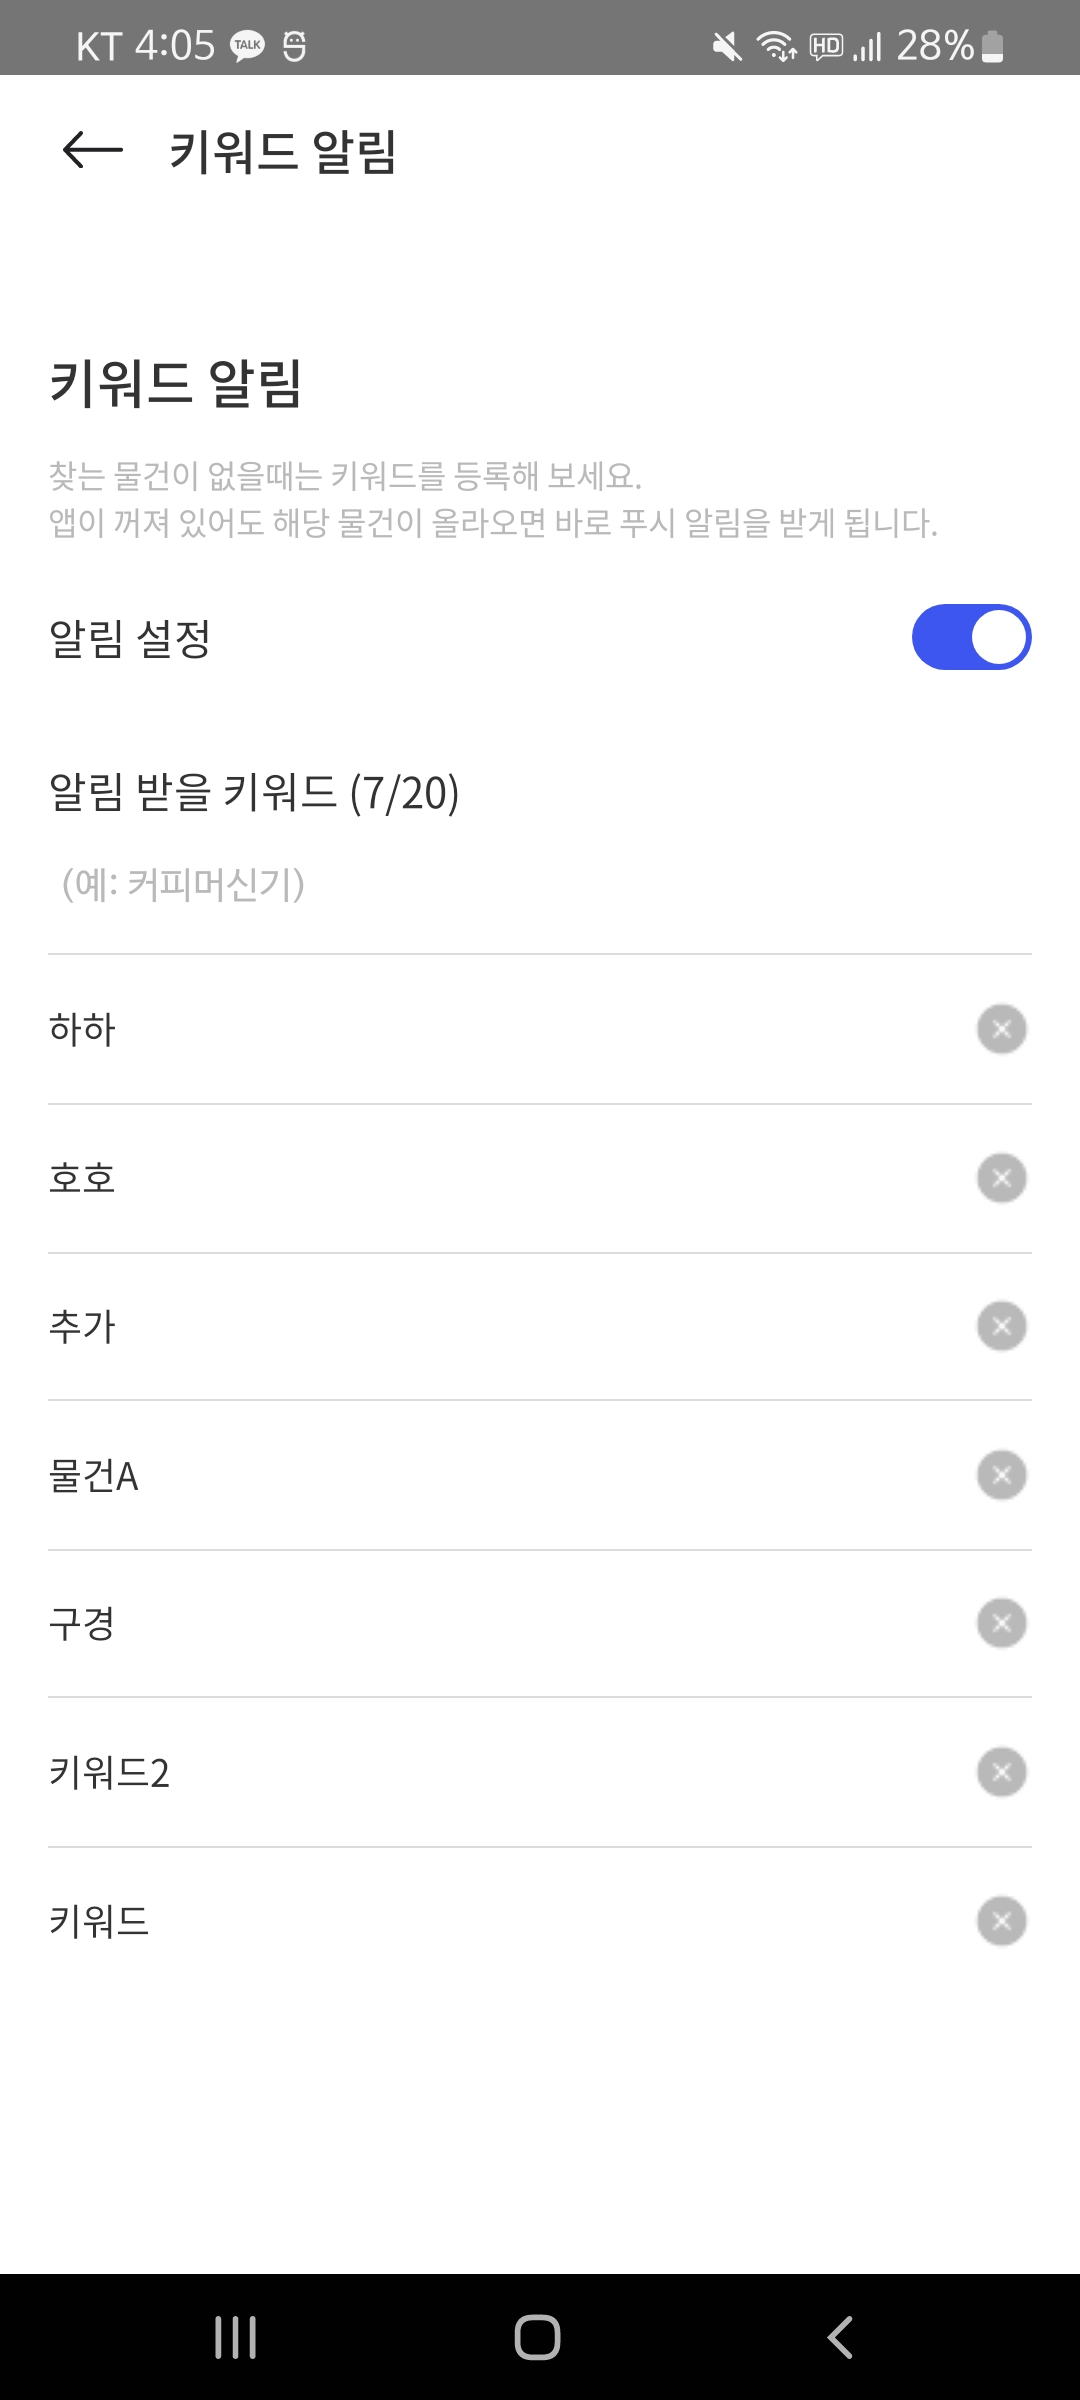 KT 4:05 TALK HD 28%
키워드 알림
키워드 알림
찾는 물건이 없을때는 키워드를 등록해 보세요.
앱이 꺼져 있어도 해당 물건이 올라오면 바로 푸시 알림을 받게 됩니다.
알림 설정
알림 받을 키워드 (7/20)
(예: 커피머신기)
하하
호호
추가
물건A
구경
키워드2
키워드